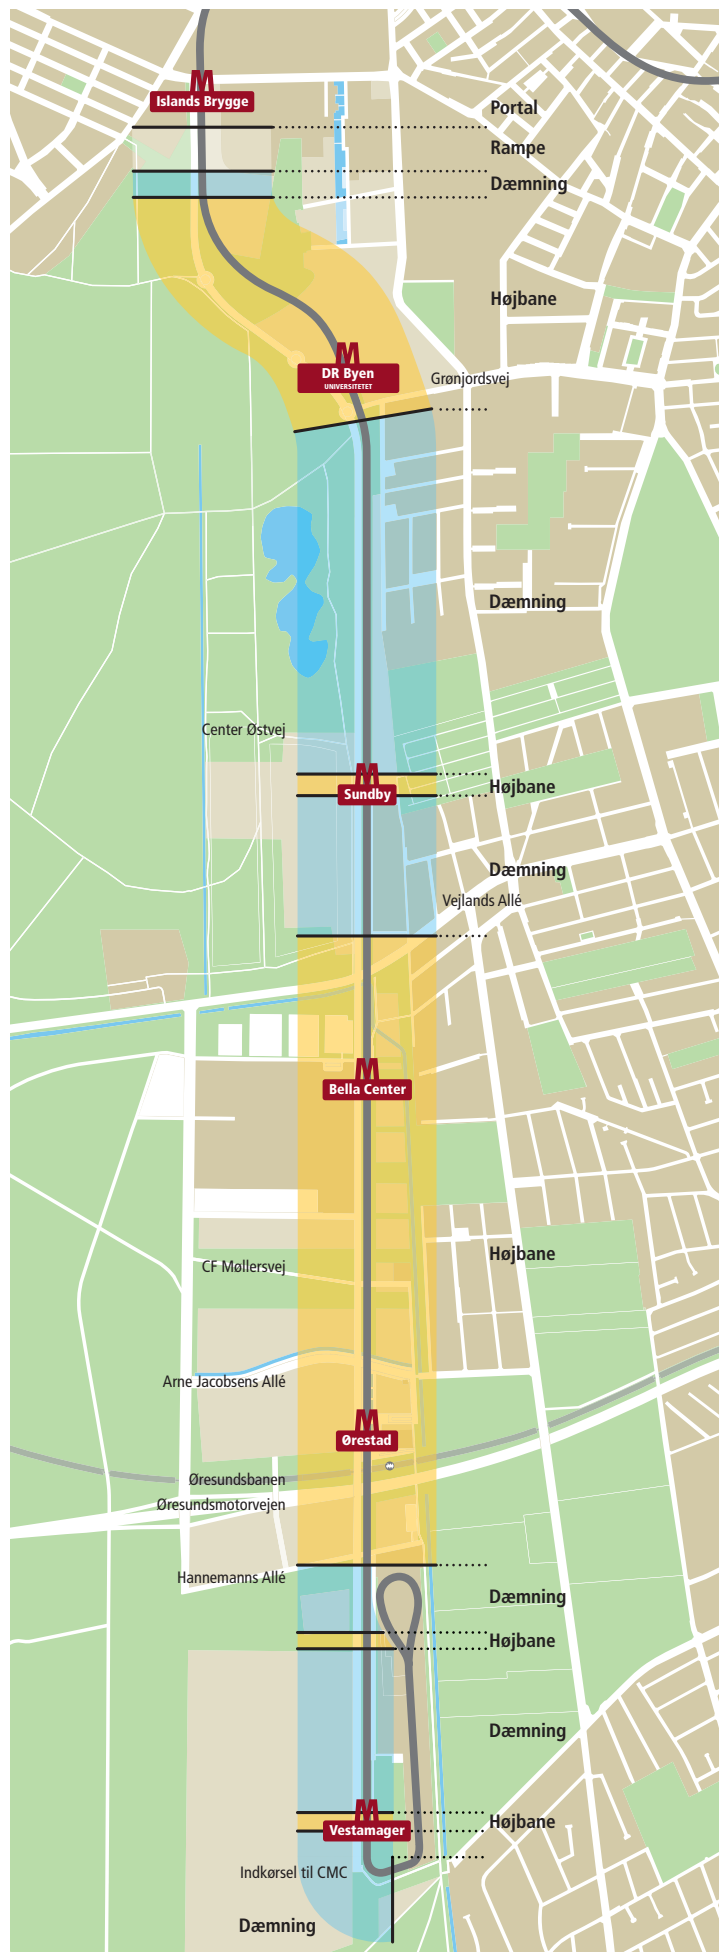 M
Islands Brygge
Portal
Rampe
Dæmning
Højbane
M
DR Byen
UNIVERSITETET
Grønjordsvej
Dæmning
Center Østvej
M
Sundby
Højbane
Dæmning
Vejlands Allé
M
Bella Center
Højbane
CF Møllersvej
Arne Jacobsens Allé
M
Ørestad
Øresundsbanen
Øresundsmotorvejen
Hannemanns Allé
Dæmning
Højbane
Dæmning
M
Vestamager
Højbane
Indkørsel til CMC
Dæmning